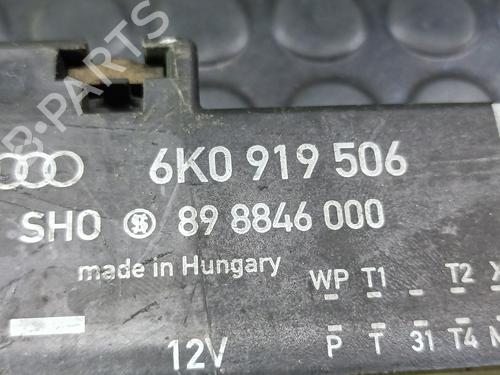 B-PARTS
6K0 919 506
SHO 89 8846 000
made in Hungary
WP T1 T2 X
12V P T 31 T4